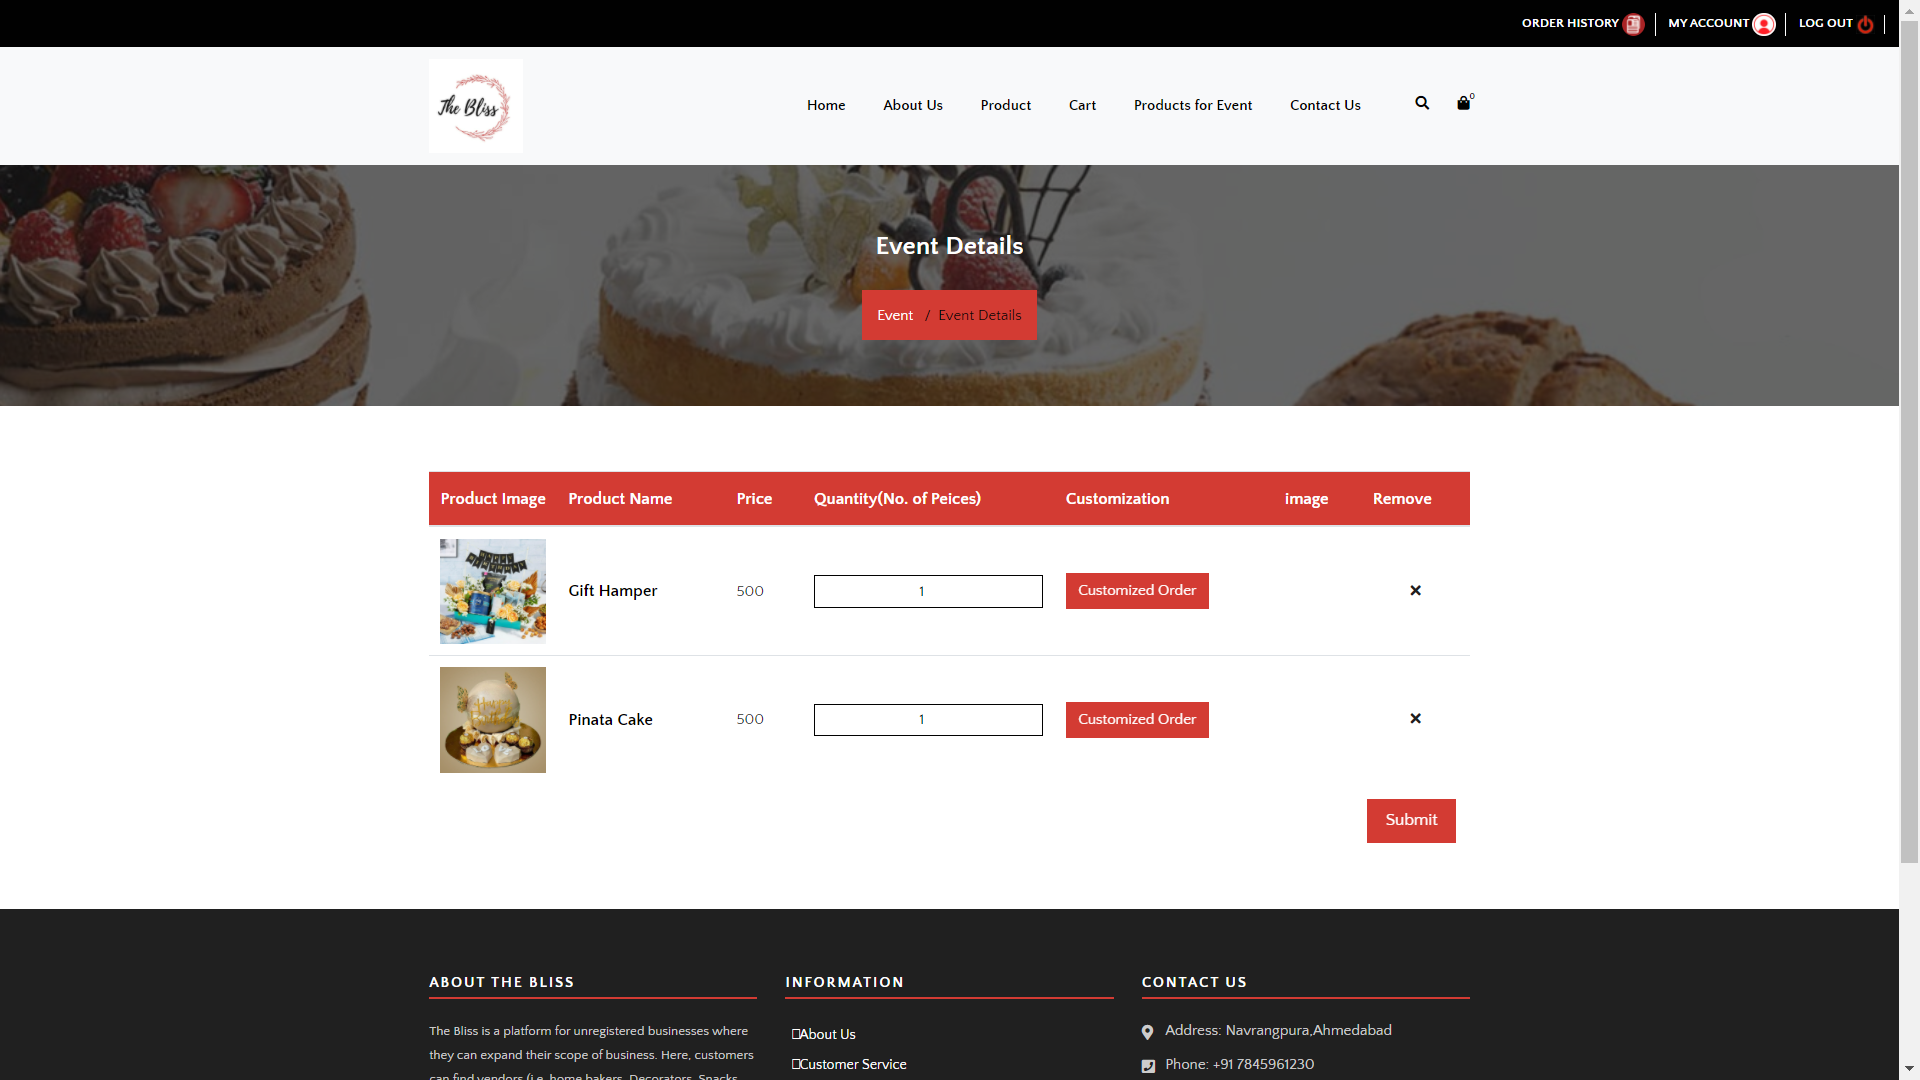 ORDER HISTORY
MY ACCOUNT
LOG OUT
The Bliss
Home
About Us
Product
Cart
Products for Event
Contact Us
0
Event Details
Event / Event Details
Product Image
Product Name
Price
Quantity(No. of Peices)
Customization
image
Remove
Gift Hamper
500
1
Customized Order
Pinata Cake
500
1
Customized Order
Submit
ABOUT THE BLISS
The Bliss is a platform for unregistered businesses where
they can expand their scope of business. Here, customers
can find vendors (i.e. home bakers, Decorators, Snacks
INFORMATION
About Us
Customer Service
CONTACT US
Address: Navrangpura,Ahmedabad
Phone: +91 7845961230